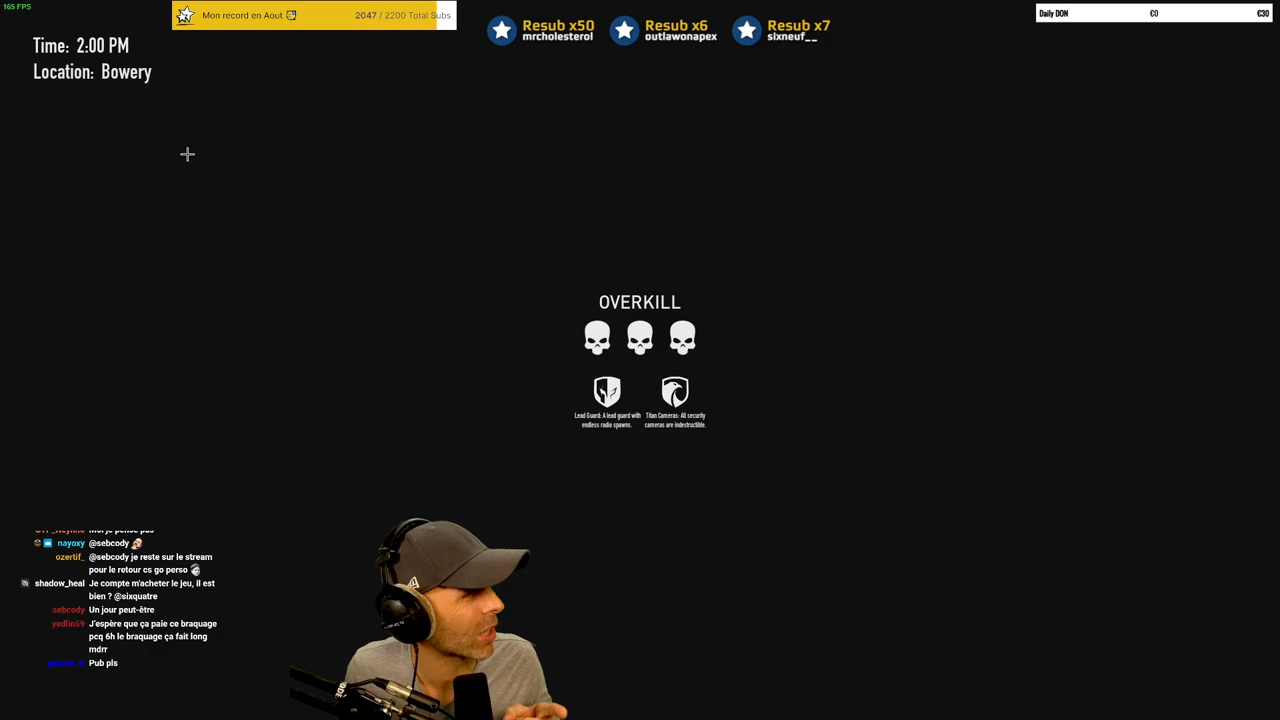 165 FPS
Mon record en Aout 2047 / 2200 Total Subs
Resub x50
mrcholesterol
Resub x6
outlawonapex
Resub x7
sixneuf__
Daily DON €0 €30
Time: 2:00 PM
Location: Bowery
OVERKILL
Lead Guard: A lead guard with
endless radio spawns.
Titan Cameras: All security
cameras are indestructible.
nayoxy @sebcody
ozertif_ @sebcody je reste sur le stream
pour le retour cs go perso
shadow_heal Je compte m'acheter le jeu, il est
bien ? @sixquatre
sebcody Un jour peut-être
yedlin59 J'espère que ça paie ce braquage
pcq 6h le braquage ça fait long
mdrr
Pub pls